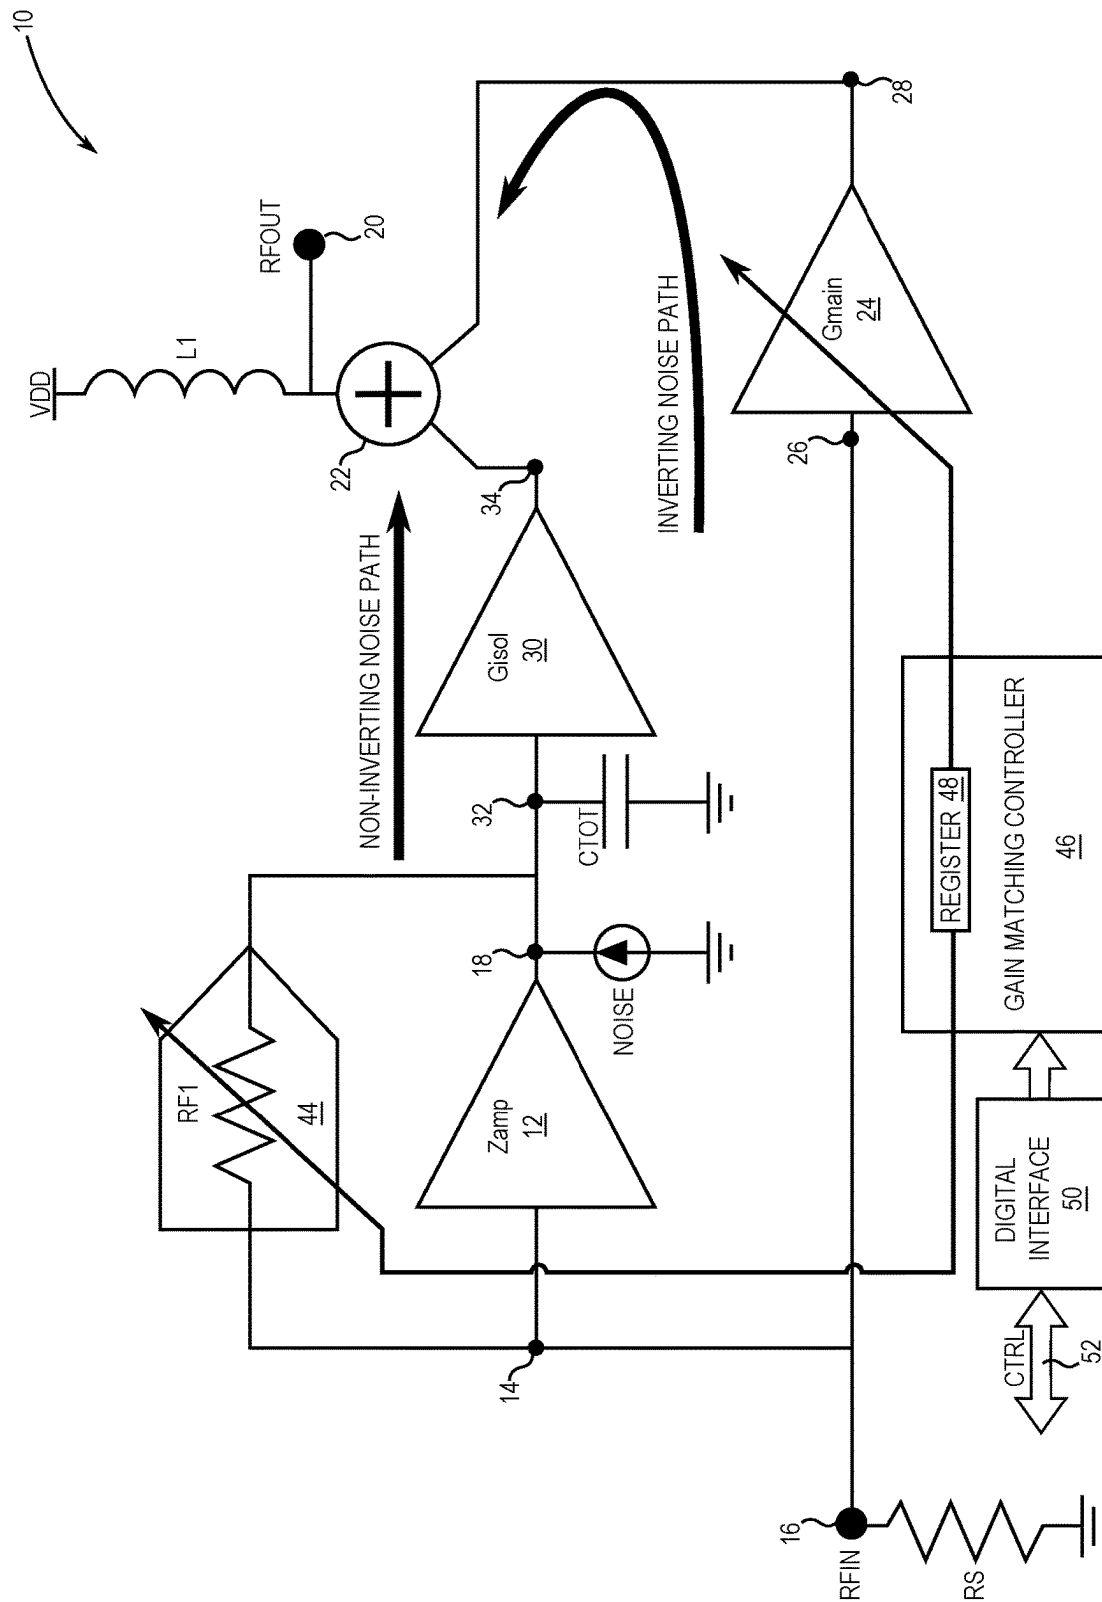 10
VDD
L1
RFOUT
20
22
34
28
NON-INVERTING NOISE PATH
INVERTING NOISE PATH
RF1
44
Zamp
12
14
18
NOISE
32
CTOT
Gisol
30
Gmain
24
26
16
RFIN
RS
CTRL
52
DIGITAL
INTERFACE
50
REGISTER 48
GAIN MATCHING CONTROLLER
46